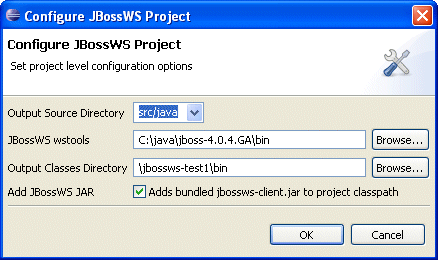 Configure JBossWS Project
Configure JBossWS Project
Set project level configuration options
Output Source Directory src/java
JBossWS wstools C:\java\jboss-4.0.4.GA\bin Browse...
Output Classes Directory \jbossws-test1\bin Browse...
Add JBossWS JAR Adds bundled jbossws-client.jar to project classpath
OK Cancel